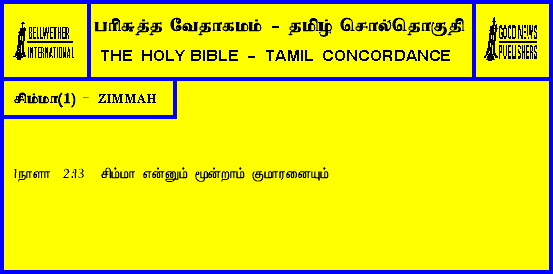 BELLWETHER
INTERNATIONAL
பரிசுத்த வேதாகமம் - தமிழ் சொல்தொகுதி
THE HOLY BIBLE - TAMIL CONCORDANCE
GOOD NEWS
PUBLISHERS
சிம்மா(1) - ZIMMAH
1நாளா 2:13 சிம்மா என்னும் மூன்றாம் குமாரனையும்